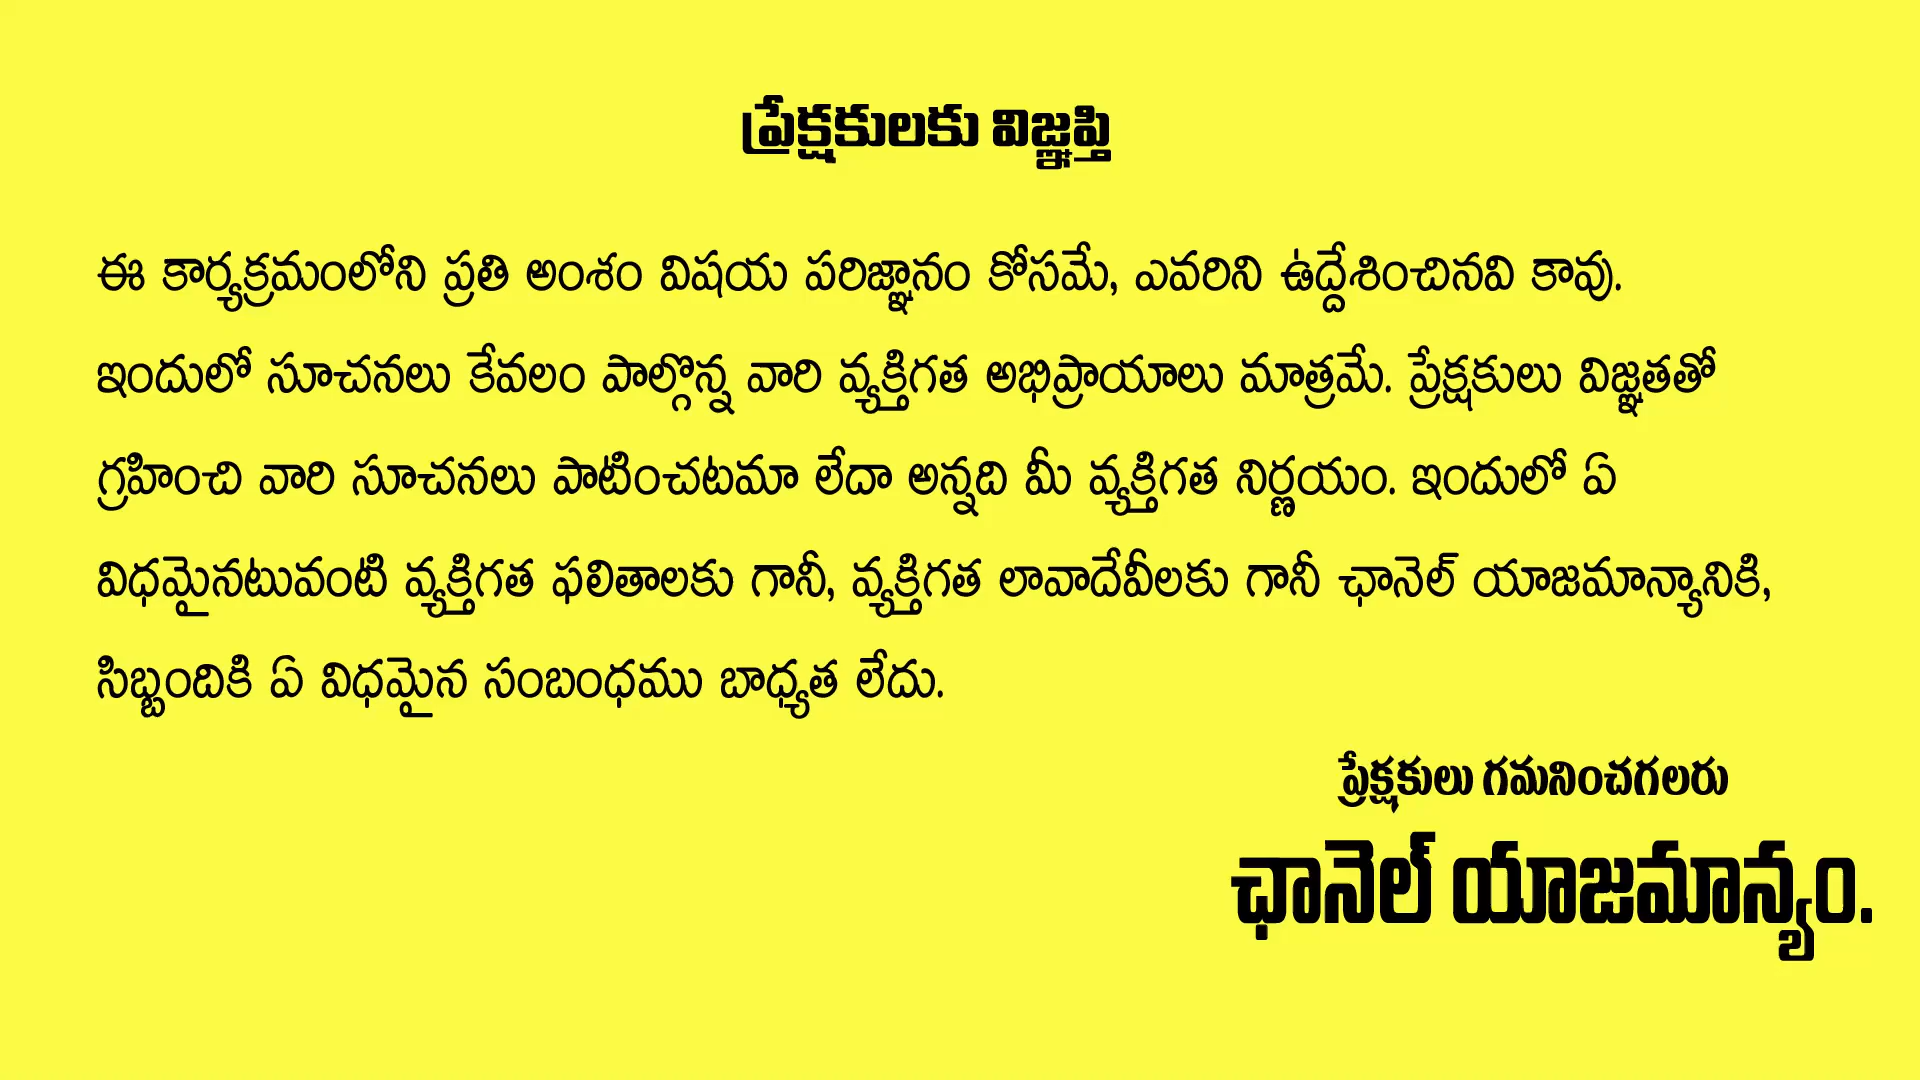 ప్రేక్షకులకు విజ్ఞప్తి
ఈ కార్యక్రమంలోని ప్రతి అంశం విషయ పరిజ్ఞానం కోసమే, ఎవరిని ఉద్దేశించినవి కావు.
ఇందులో సూచనలు కేవలం పాల్గొన్న వారి వ్యక్తిగత అభిప్రాయాలు మాత్రమే. ప్రేక్షకులు విజ్ఞతతో
గ్రహించి వారి సూచనలు పాటించటమా లేదా అన్నది మీ వ్యక్తిగత నిర్ణయం. ఇందులో ఏ
విధమైనటువంటి వ్యక్తిగత ఫలితాలకు గానీ, వ్యక్తిగత లావాదేవీలకు గానీ ఛానెల్ యాజమాన్యానికి,
సిబ్బందికి ఏ విధమైన సంబంధము బాధ్యత లేదు.
ప్రేక్షకులు గమనించగలరు
ఛానెల్ యాజమాన్యం.